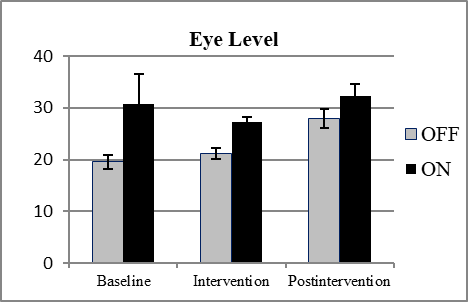 Eye Level
40
30
20
10
0
Baseline Intervention Postintervention
OFF
ON